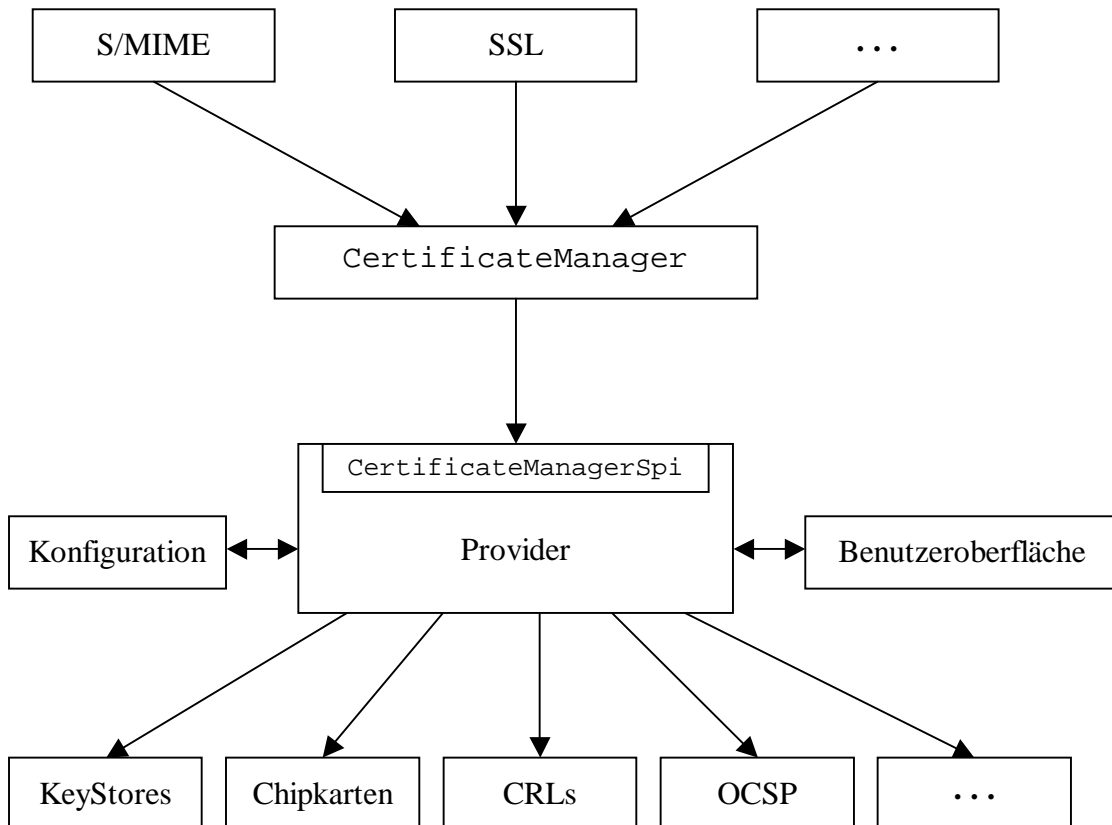 S/MIME
SSL
...
CertificateManager
CertificateManagerSpi
Konfiguration
Provider
Benutzeroberfläche
KeyStores
Chipkarten
CRLs
OCSP
...